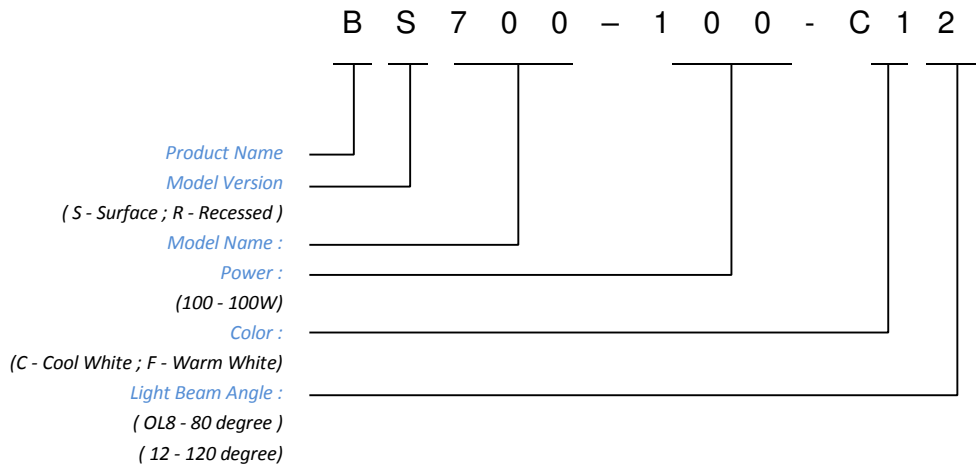 B S 7 0 0 – 1 0 0 - C 1 2
Product Name
Model Version
( S - Surface ; R - Recessed )
Model Name :
Power :
(100 - 100W)
Color :
(C - Cool White ; F - Warm White)
Light Beam Angle :
( OL8 - 80 degree )
( 12 - 120 degree)